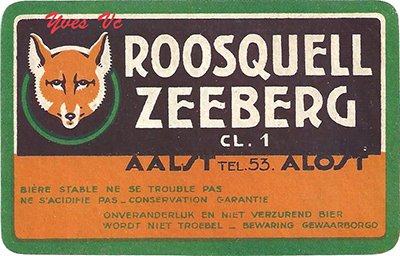 Yves Vc
ROOSQUELL
ZEEBERG
CL. 1
AALST TEL.53. ALOST
BIÈRE STABLE NE SE TROUBLE PAS
NE S'ACIDIFIE PAS _ CONSERVATION GARANTIE
ONVERANDERLIJK EN NIET VERZUREND BIER
WORDT NIET TROEBEL _ BEWARING GEWAARBORGD